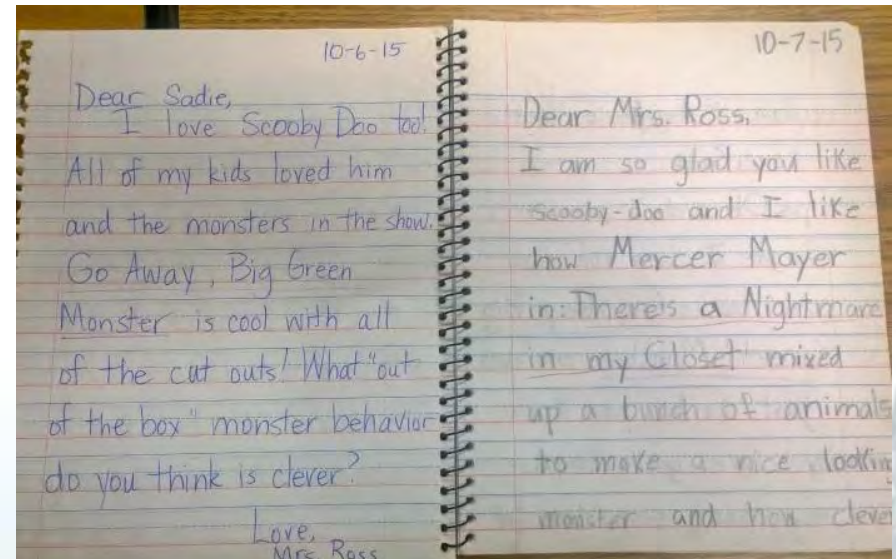 10-6-15
Dear Sadie,
I love Scooby Doo too!
All of my kids loved him
and the monsters in the show.
Go Away, Big Green
Monster is cool with all
of the cut outs! What "out
of the box" monster behavior
do you think is clever?
Love,
Mrs. Ross
10-7-15
Dear Mrs. Ross,
I am so glad you like
scooby-doo and I like
how Mercer Mayer
in: There's a Nightmare
in my Closet" mixed
up a bunch of animals
to make a nice lookin
monster and how clever